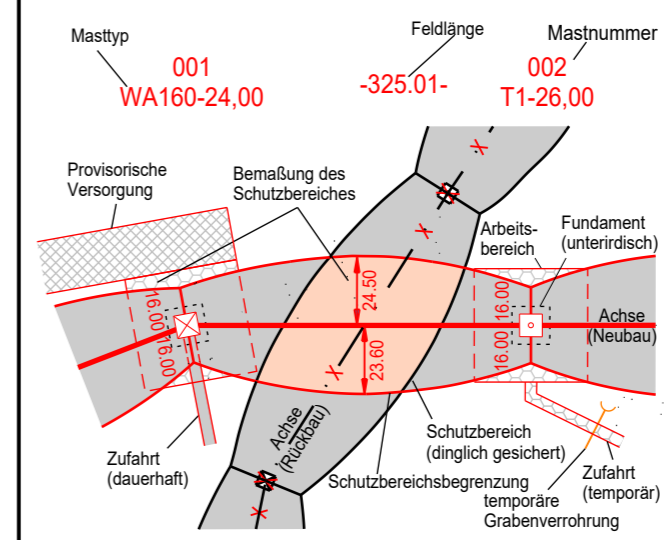 Masttyp
Feldlänge
Mastnummer
001
WA160-24,00
-325.01-
002
T1-26,00
Provisorische
Versorgung
Bemaßung des
Schutzbereiches
Arbeits-
bereich
Fundament
(unterirdisch)
16.00
16.00
24.50
23.60
16.00
16.00
Achse
(Neubau)
Achse
(Rückbau)
Zufahrt
(dauerhaft)
Schutzbereich
(dinglich gesichert)
Schutzbereichsbegrenzung
temporäre
Grabenverrohrung
Zufahrt
(temporär)